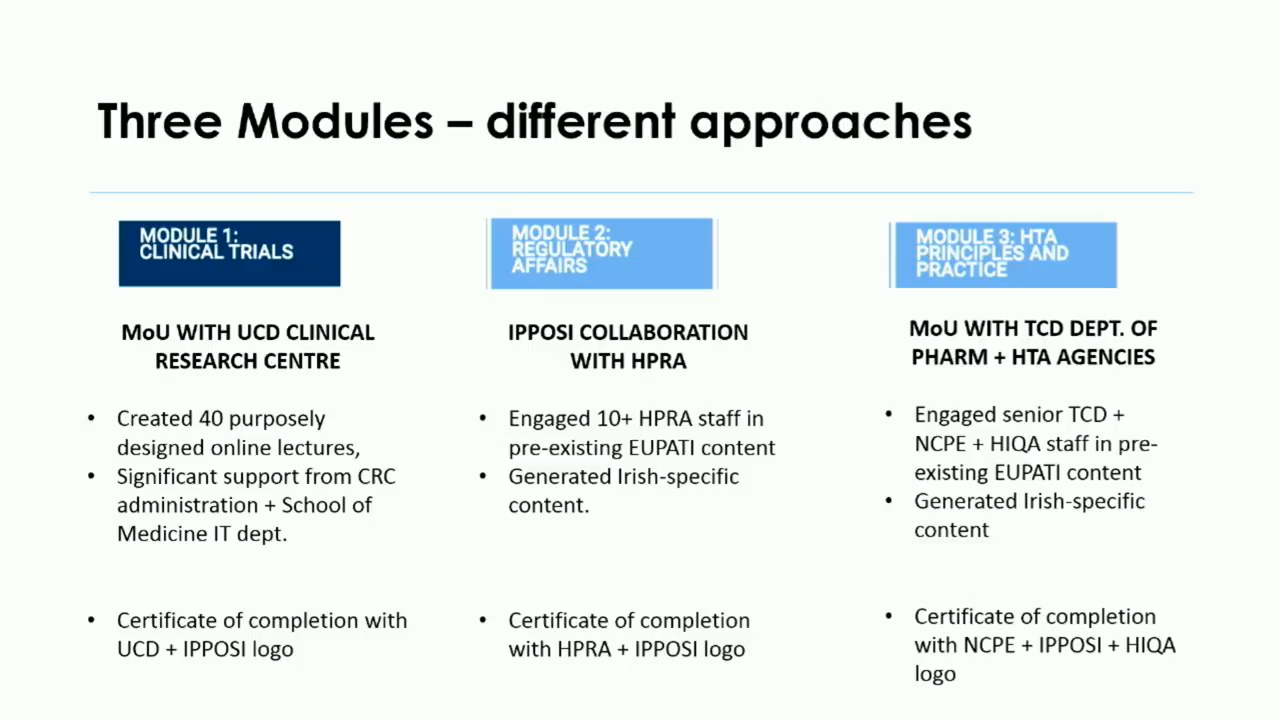 Three Modules – different approaches
MODULE 1:
CLINICAL TRIALS
MoU WITH UCD CLINICAL
RESEARCH CENTRE
• Created 40 purposely
designed online lectures,
• Significant support from CRC
administration + School of
Medicine IT dept.
• Certificate of completion with
UCD + IPPOSI logo
MODULE 2:
REGULATORY
AFFAIRS
IPPOSI COLLABORATION
WITH HPRA
• Engaged 10+ HPRA staff in
pre-existing EUPATI content
• Generated Irish-specific
content.
• Certificate of completion
with HPRA + IPPOSI logo
MODULE 3: HTA
PRINCIPLES AND
PRACTICE
MoU WITH TCD DEPT. OF
PHARM + HTA AGENCIES
• Engaged senior TCD +
NCPE + HIQA staff in pre-
existing EUPATI content
• Generated Irish-specific
content
• Certificate of completion
with NCPE + IPPOSI + HIQA
logo